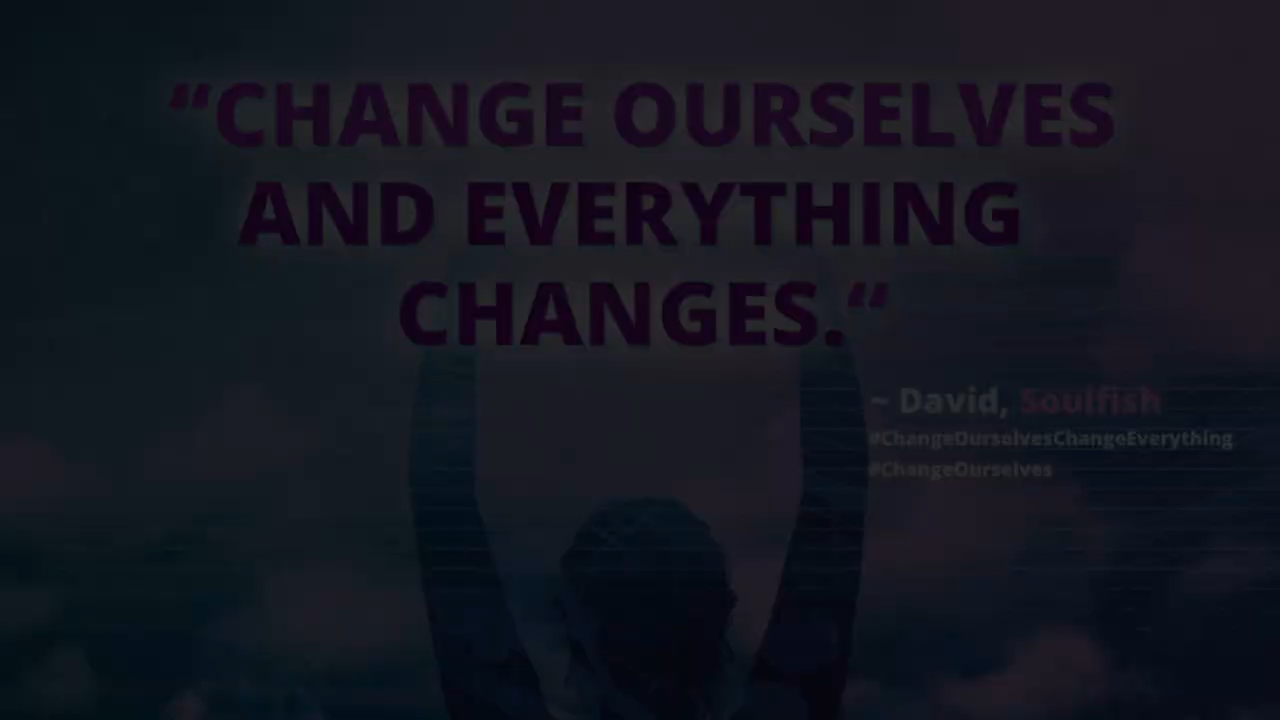 “CHANGE OURSELVES
AND EVERYTHING
CHANGES.“
~ David, Soulfish
#ChangeOurselvesChangeEverything
#ChangeOurselves